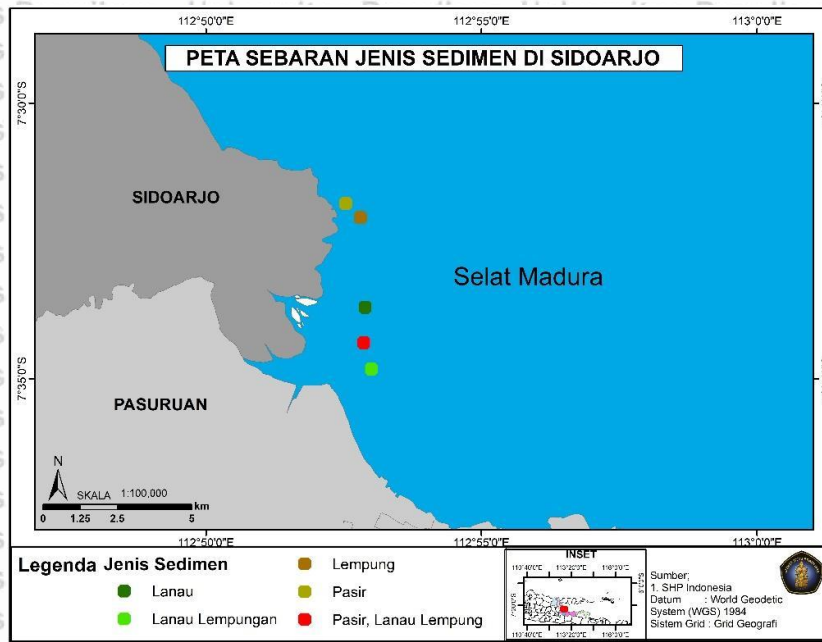 112°50'0"E 112°55'0"E 113°0'0"E
PETA SEBARAN JENIS SEDIMEN DI SIDOARJO
7°30'0"S
SIDOARJO
Selat Madura
7°35'0"S
PASURUAN
N
SKALA 1:100,000
km
0 1.25 2.5 5
112°50'0"E 112°55'0"E 113°0'0"E
Legenda Jenis Sedimen
Lanau
Lanau Lempungan
Lempung
Pasir
Pasir, Lanau Lempung
INSET
Sumber;
1. SHP Indonesia
Datum : World Geodetic
System (WGS) 1984
Sistem Grid : Grid Geografi